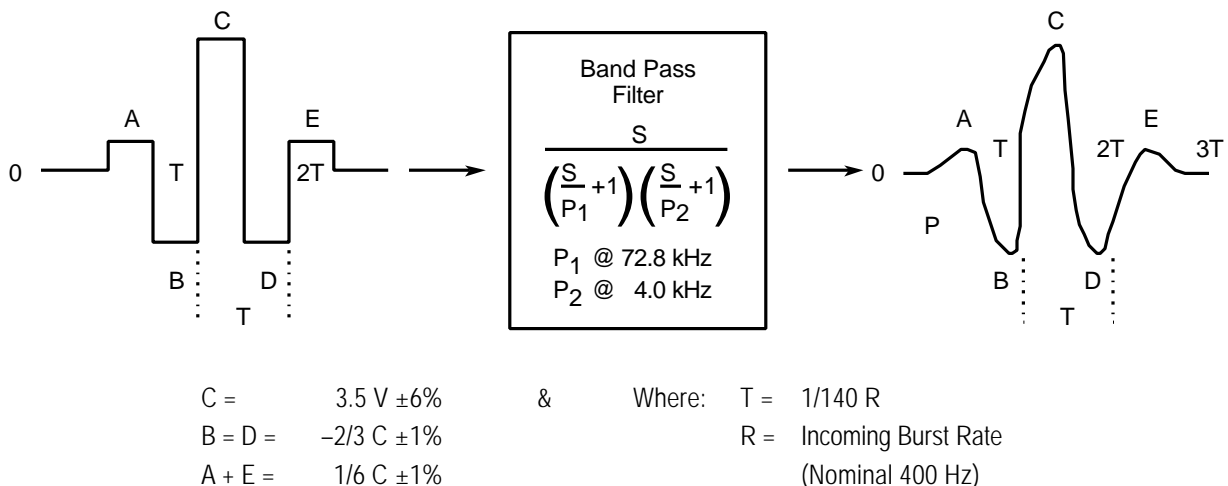 C
A
E
0
T
2T
B
D
T
Band Pass
Filter
S
(S/P1 +1) (S/P2 +1)
P1 @ 72.8 kHz
P2 @ 4.0 kHz
C
A
E
0
T
2T
3T
P
B
D
T
C = 3.5 V ±6% & Where: T = 1/140 R
B = D = –2/3 C ±1% R = Incoming Burst Rate
A + E = 1/6 C ±1% (Nominal 400 Hz)